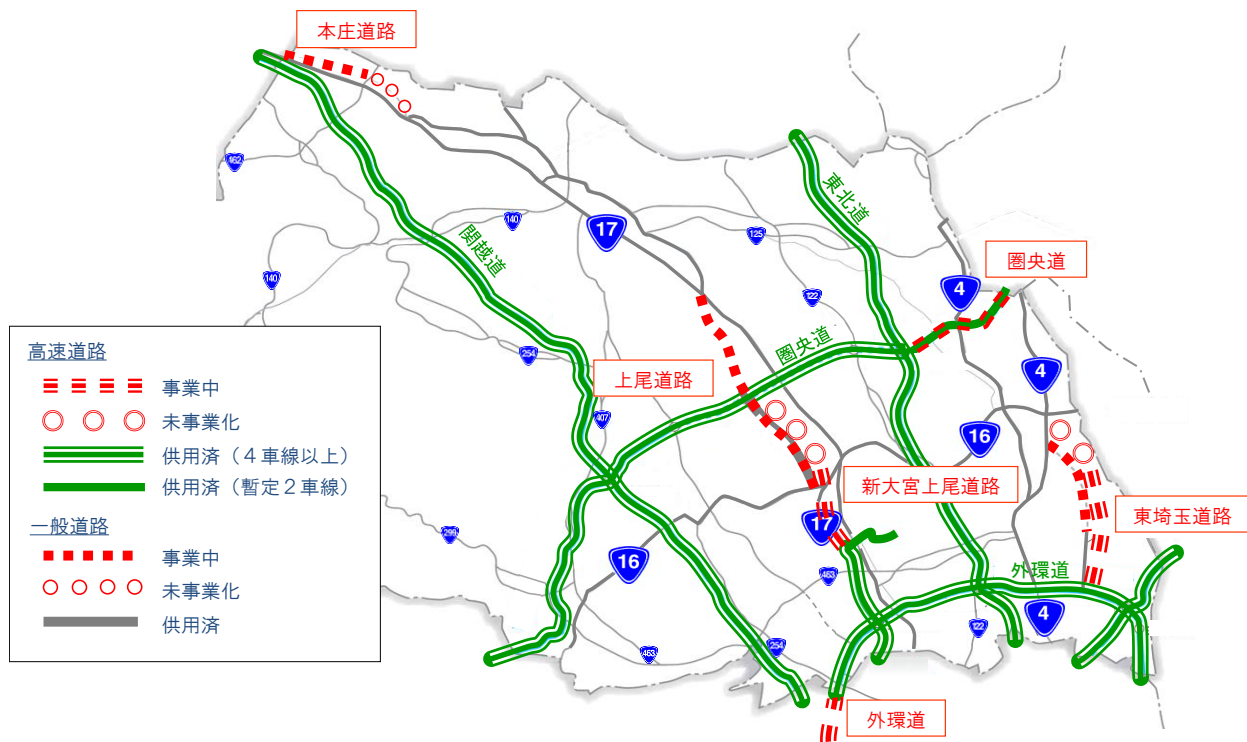 本庄道路
462
東北道
17
140
125
関越道
圏央道
4
140
122
圏央道
254
4
上尾道路
407
16
新大宮上尾道路
17
東埼玉道路
299
16
463
外環道
4
122
254
463
外環道
高速道路
事業中
未事業化
供用済（４車線以上）
供用済（暫定２車線）
一般道路
事業中
未事業化
供用済